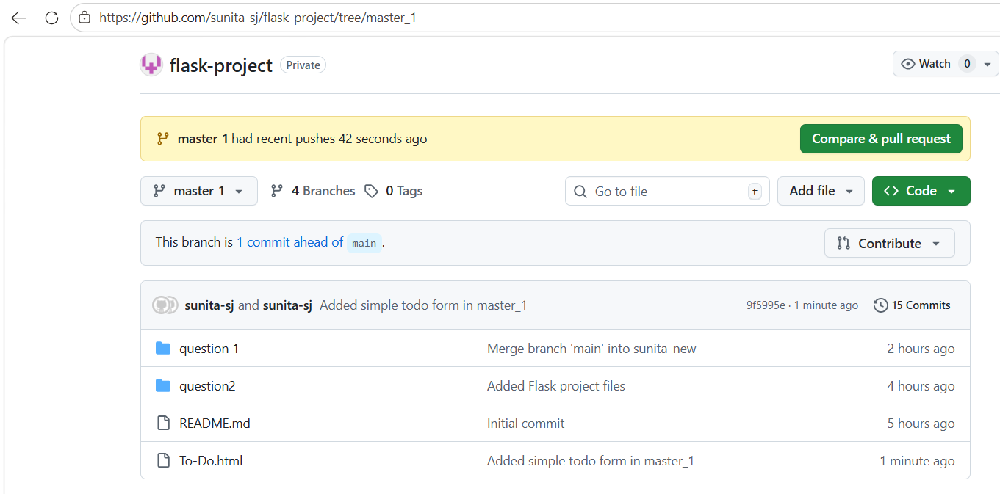 https://github.com/sunita-sj/flask-project/tree/master_1
flask-project Private Watch 0
master_1 had recent pushes 42 seconds ago Compare & pull request
master_1 4 Branches 0 Tags Go to file t Add file Code
This branch is 1 commit ahead of main . Contribute
sunita-sj and sunita-sj Added simple todo form in master_1 9f5995e · 1 minute ago 15 Commits
question 1 Merge branch 'main' into sunita_new 2 hours ago
question2 Added Flask project files 4 hours ago
README.md Initial commit 5 hours ago
To-Do.html Added simple todo form in master_1 1 minute ago